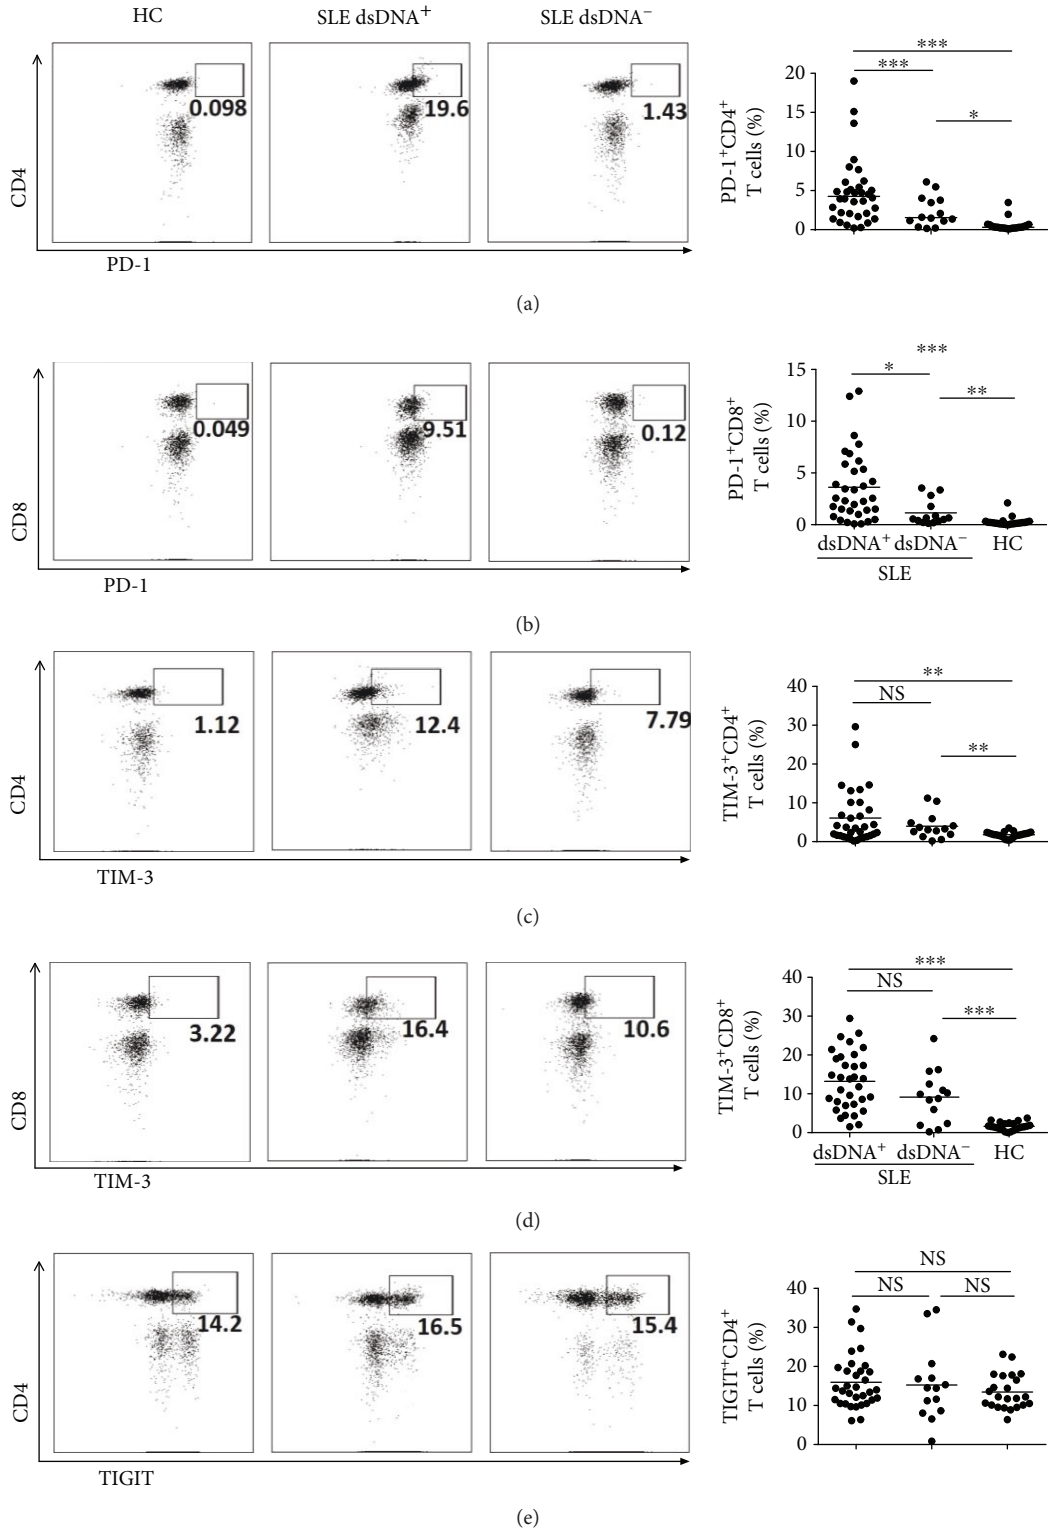 HC SLE dsDNA⁺ SLE dsDNA⁻
CD4
0.098
19.6
1.43
PD-1
PD-1⁺CD4⁺
T cells (%)
***
***
*
20
15
10
5
0
(a)
CD8
0.049
9.51
0.12
PD-1
PD-1⁺CD8⁺
T cells (%)
***
*
**
15
10
5
0
dsDNA⁺ dsDNA⁻ HC
SLE
(b)
CD4
1.12
12.4
7.79
TIM-3
TIM-3⁺CD4⁺
T cells (%)
**
NS
**
40
30
20
10
0
(c)
CD8
3.22
16.4
10.6
TIM-3
TIM-3⁺CD8⁺
T cells (%)
***
NS
***
40
30
20
10
0
dsDNA⁺ dsDNA⁻ HC
SLE
(d)
CD4
14.2
16.5
15.4
TIGIT
TIGIT⁺CD4⁺
T cells (%)
NS
NS NS
40
30
20
10
0
(e)